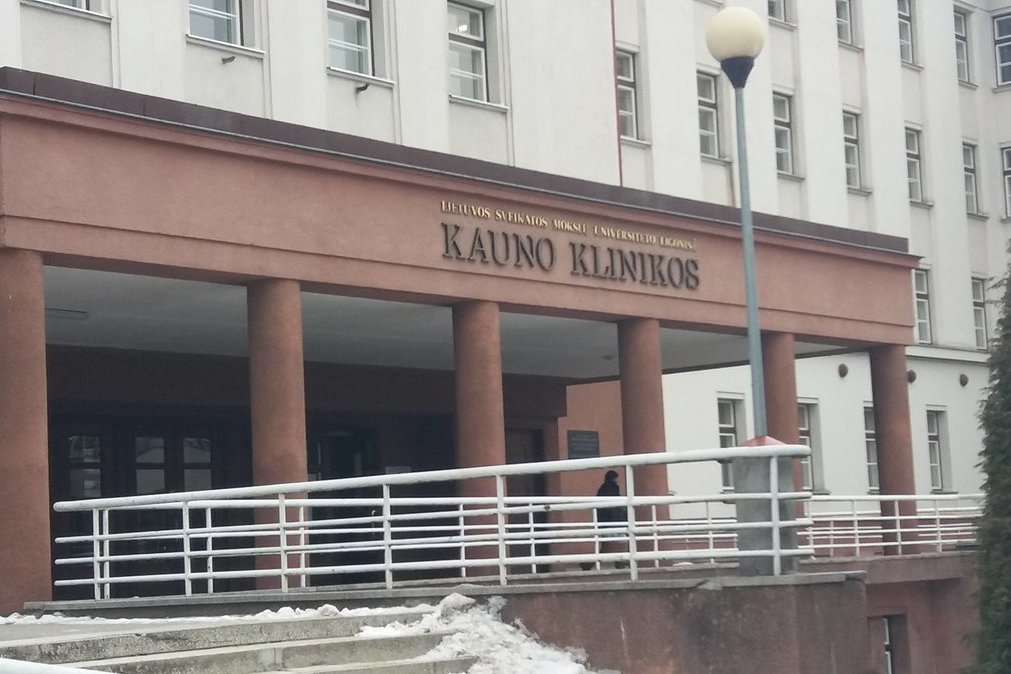 LIETUVOS SVEIKATOS MOKSLŲ UNIVERSITETO LIGONINĖ
KAUNO KLINIKOS